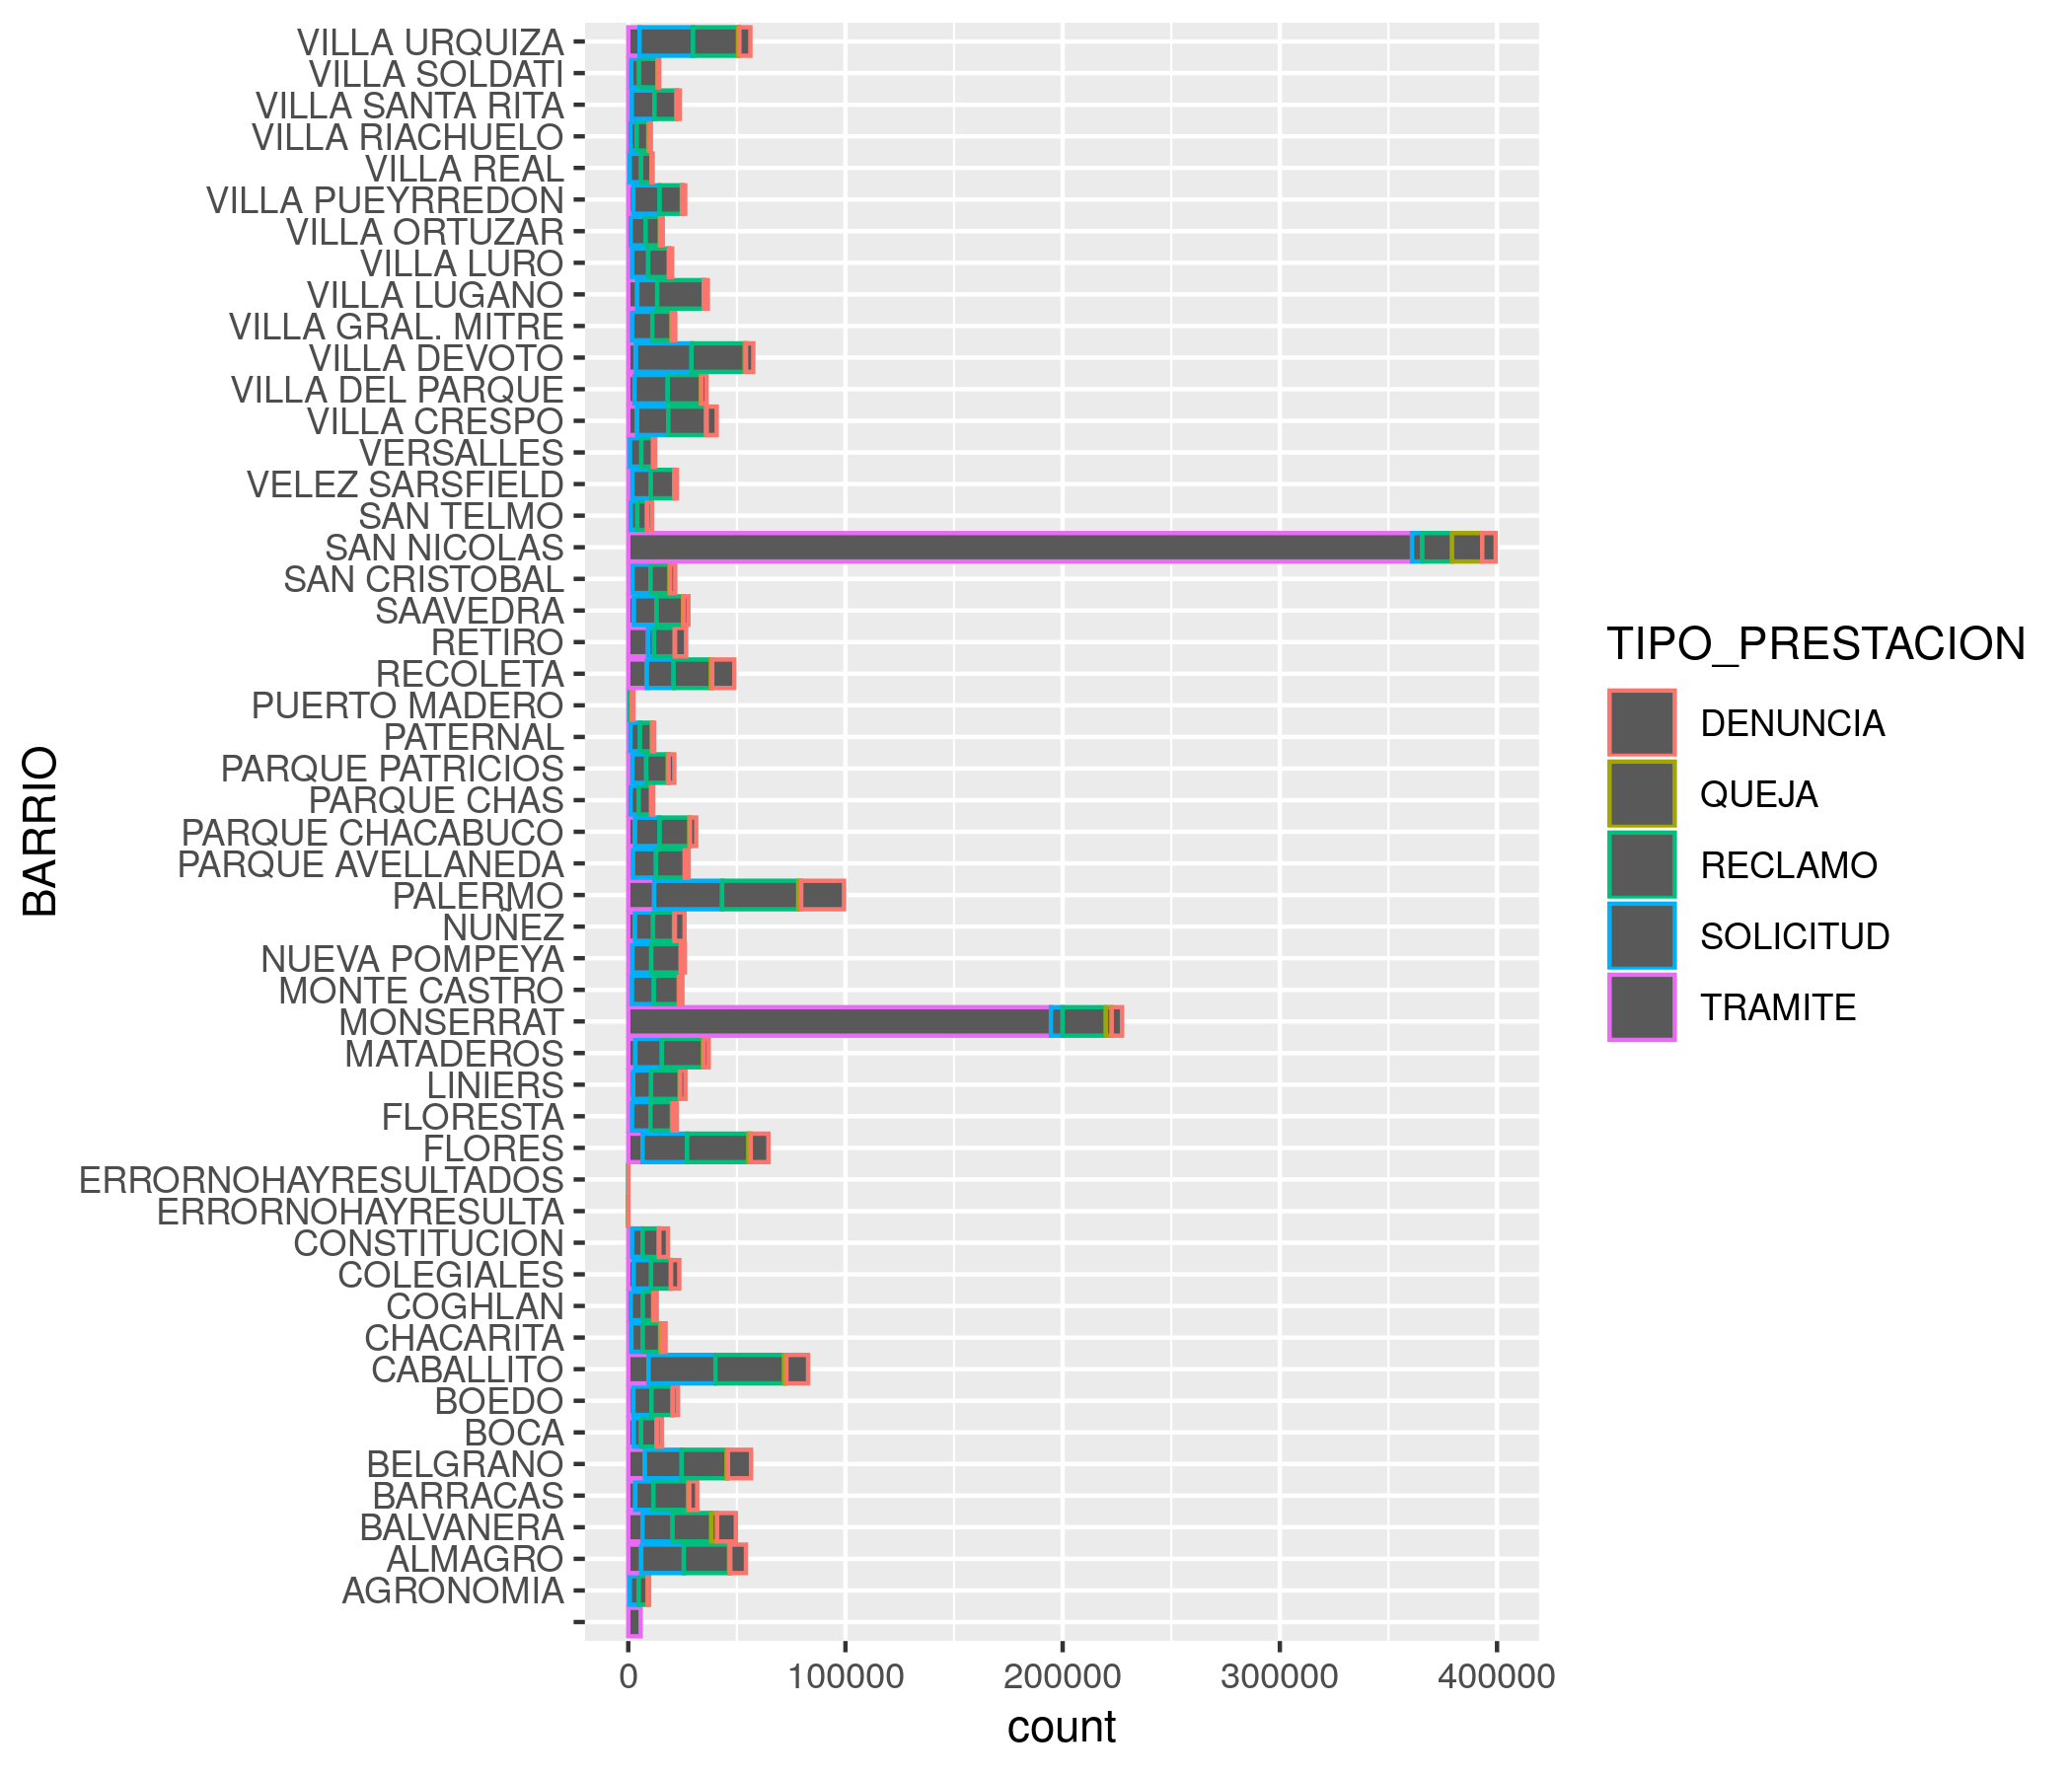 BARRIO
VILLA URQUIZA
VILLA SOLDATI
VILLA SANTA RITA
VILLA RIACHUELO
VILLA REAL
VILLA PUEYRREDON
VILLA ORTUZAR
VILLA LURO
VILLA LUGANO
VILLA GRAL. MITRE
VILLA DEVOTO
VILLA DEL PARQUE
VILLA CRESPO
VERSALLES
VELEZ SARSFIELD
SAN TELMO
SAN NICOLAS
SAN CRISTOBAL
SAAVEDRA
RETIRO
RECOLETA
PUERTO MADERO
PATERNAL
PARQUE PATRICIOS
PARQUE CHAS
PARQUE CHACABUCO
PARQUE AVELLANEDA
PALERMO
NUÑEZ
NUEVA POMPEYA
MONTE CASTRO
MONSERRAT
MATADEROS
LINIERS
FLORESTA
FLORES
ERRORNOHAYRESULTADOS
ERRORNOHAYRESULTA
CONSTITUCION
COLEGIALES
COGHLAN
CHACARITA
CABALLITO
BOEDO
BOCA
BELGRANO
BARRACAS
BALVANERA
ALMAGRO
AGRONOMIA
0 100000 200000 300000 400000
count
TIPO_PRESTACION
DENUNCIA
QUEJA
RECLAMO
SOLICITUD
TRAMITE